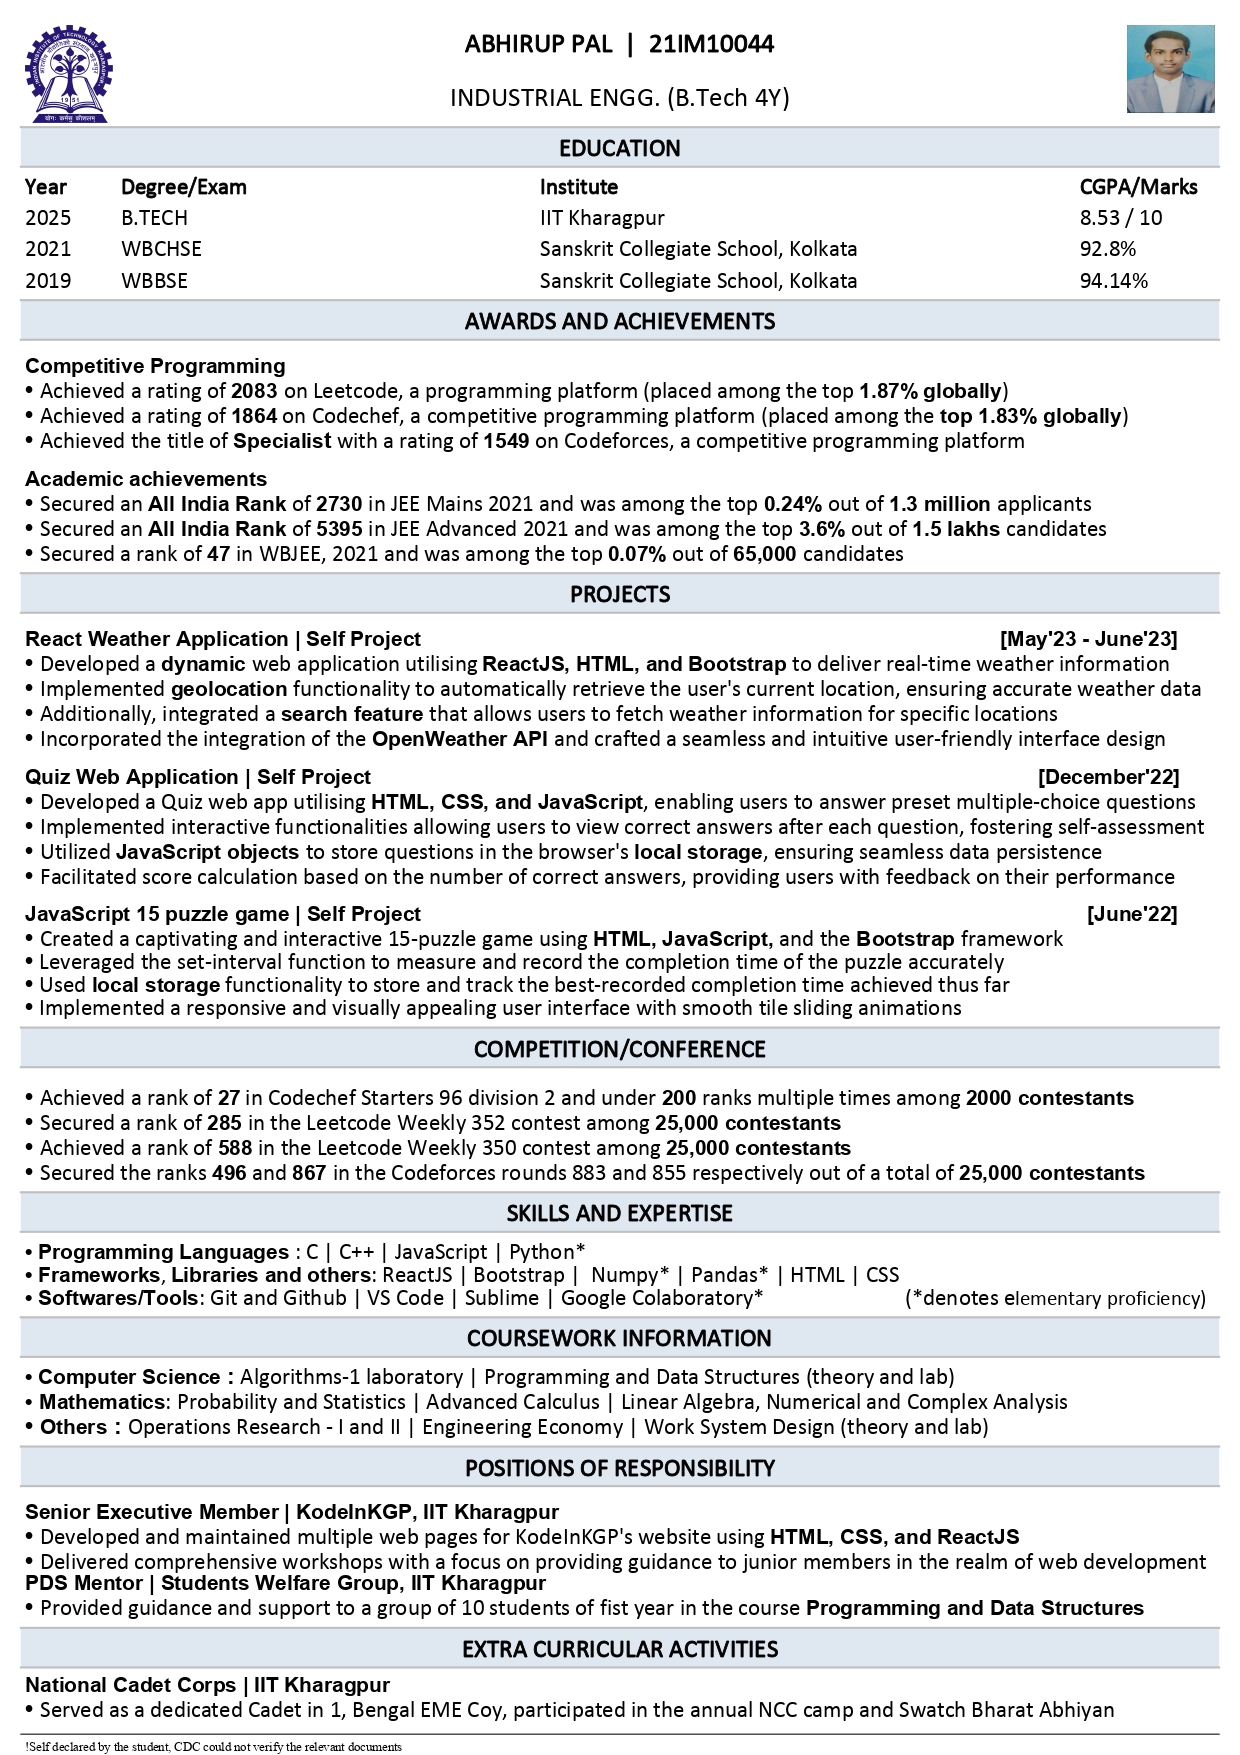 ABHIRUP PAL | 21IM10044
INDUSTRIAL ENGG. (B.Tech 4Y)
1951
योगः कर्मसु कौशलम्
EDUCATION
Year Degree/Exam Institute CGPA/Marks
2025 B.TECH IIT Kharagpur 8.53 / 10
2021 WBCHSE Sanskrit Collegiate School, Kolkata 92.8%
2019 WBBSE Sanskrit Collegiate School, Kolkata 94.14%
AWARDS AND ACHIEVEMENTS
Competitive Programming
• Achieved a rating of 2083 on Leetcode, a programming platform (placed among the top 1.87% globally)
• Achieved a rating of 1864 on Codechef, a competitive programming platform (placed among the top 1.83% globally)
• Achieved the title of Specialist with a rating of 1549 on Codeforces, a competitive programming platform
Academic achievements
• Secured an All India Rank of 2730 in JEE Mains 2021 and was among the top 0.24% out of 1.3 million applicants
• Secured an All India Rank of 5395 in JEE Advanced 2021 and was among the top 3.6% out of 1.5 lakhs candidates
• Secured a rank of 47 in WBJEE, 2021 and was among the top 0.07% out of 65,000 candidates
PROJECTS
React Weather Application | Self Project [May'23 - June'23]
• Developed a dynamic web application utilising ReactJS, HTML, and Bootstrap to deliver real-time weather information
• Implemented geolocation functionality to automatically retrieve the user's current location, ensuring accurate weather data
• Additionally, integrated a search feature that allows users to fetch weather information for specific locations
• Incorporated the integration of the OpenWeather API and crafted a seamless and intuitive user-friendly interface design
Quiz Web Application | Self Project [December'22]
• Developed a Quiz web app utilising HTML, CSS, and JavaScript, enabling users to answer preset multiple-choice questions
• Implemented interactive functionalities allowing users to view correct answers after each question, fostering self-assessment
• Utilized JavaScript objects to store questions in the browser's local storage, ensuring seamless data persistence
• Facilitated score calculation based on the number of correct answers, providing users with feedback on their performance
JavaScript 15 puzzle game | Self Project [June'22]
• Created a captivating and interactive 15-puzzle game using HTML, JavaScript, and the Bootstrap framework
• Leveraged the set-interval function to measure and record the completion time of the puzzle accurately
• Used local storage functionality to store and track the best-recorded completion time achieved thus far
• Implemented a responsive and visually appealing user interface with smooth tile sliding animations
COMPETITION/CONFERENCE
• Achieved a rank of 27 in Codechef Starters 96 division 2 and under 200 ranks multiple times among 2000 contestants
• Secured a rank of 285 in the Leetcode Weekly 352 contest among 25,000 contestants
• Achieved a rank of 588 in the Leetcode Weekly 350 contest among 25,000 contestants
• Secured the ranks 496 and 867 in the Codeforces rounds 883 and 855 respectively out of a total of 25,000 contestants
SKILLS AND EXPERTISE
• Programming Languages : C | C++ | JavaScript | Python*
• Frameworks, Libraries and others: ReactJS | Bootstrap | Numpy* | Pandas* | HTML | CSS
• Softwares/Tools: Git and Github | VS Code | Sublime | Google Colaboratory* (*denotes elementary proficiency)
COURSEWORK INFORMATION
• Computer Science : Algorithms-1 laboratory | Programming and Data Structures (theory and lab)
• Mathematics: Probability and Statistics | Advanced Calculus | Linear Algebra, Numerical and Complex Analysis
• Others : Operations Research - I and II | Engineering Economy | Work System Design (theory and lab)
POSITIONS OF RESPONSIBILITY
Senior Executive Member | KodeInKGP, IIT Kharagpur
• Developed and maintained multiple web pages for KodeInKGP's website using HTML, CSS, and ReactJS
• Delivered comprehensive workshops with a focus on providing guidance to junior members in the realm of web development
PDS Mentor | Students Welfare Group, IIT Kharagpur
• Provided guidance and support to a group of 10 students of fist year in the course Programming and Data Structures
EXTRA CURRICULAR ACTIVITIES
National Cadet Corps | IIT Kharagpur
• Served as a dedicated Cadet in 1, Bengal EME Coy, participated in the annual NCC camp and Swatch Bharat Abhiyan
!Self declared by the student, CDC could not verify the relevant documents